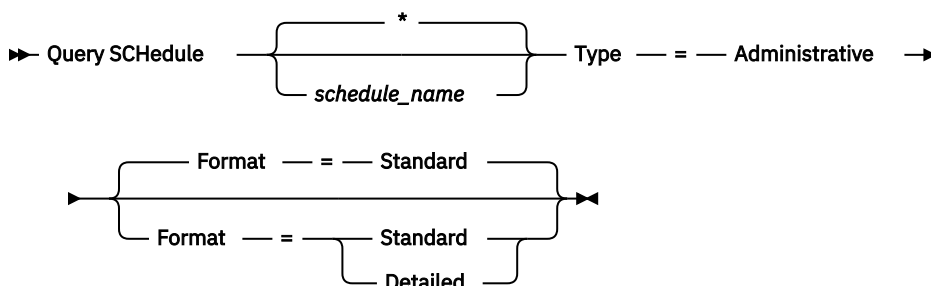 *
Query SCHedule Type = Administrative
schedule_name
Format = Standard
Format = Standard
Detailed